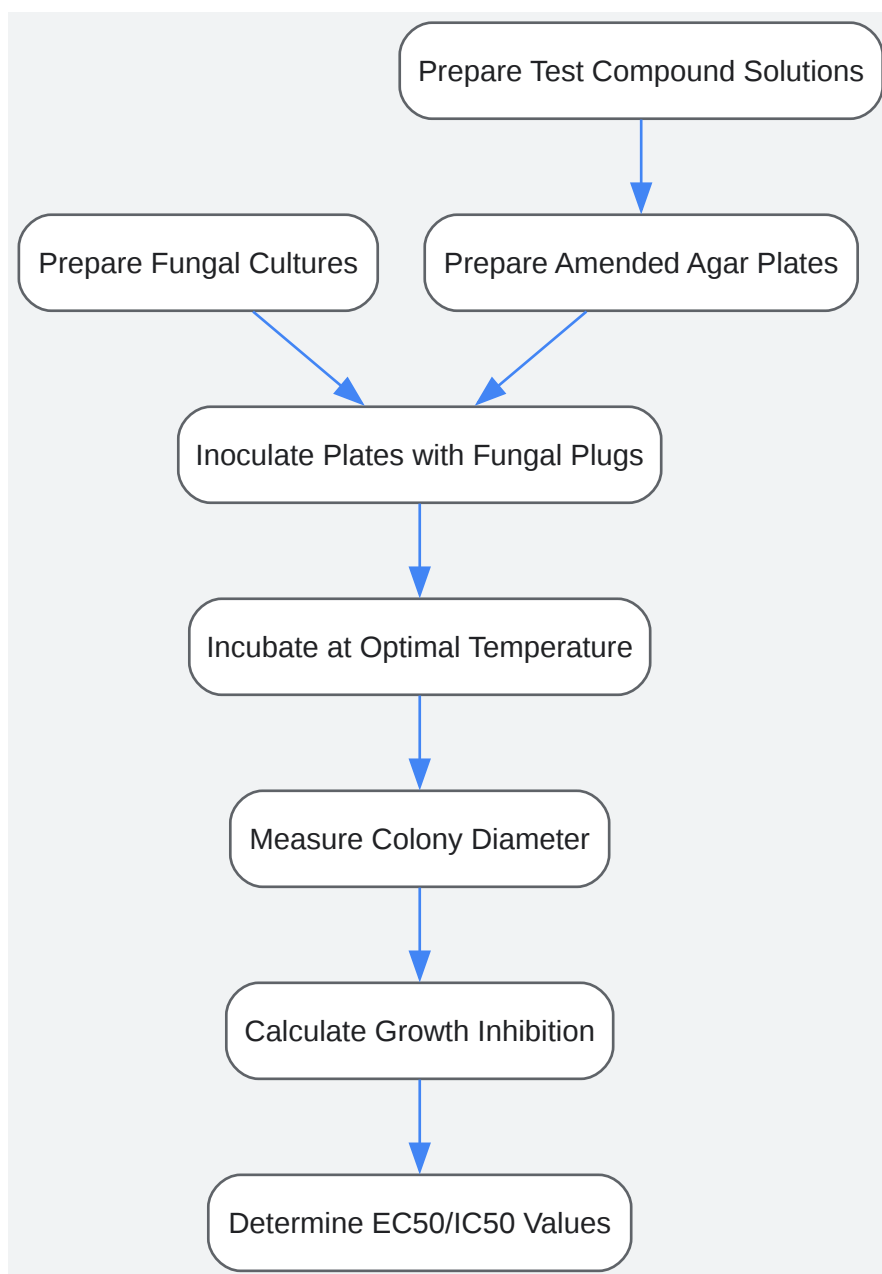 Prepare Test Compound Solutions
Prepare Fungal Cultures
Prepare Amended Agar Plates
Inoculate Plates with Fungal Plugs
Incubate at Optimal Temperature
Measure Colony Diameter
Calculate Growth Inhibition
Determine EC50/IC50 Values